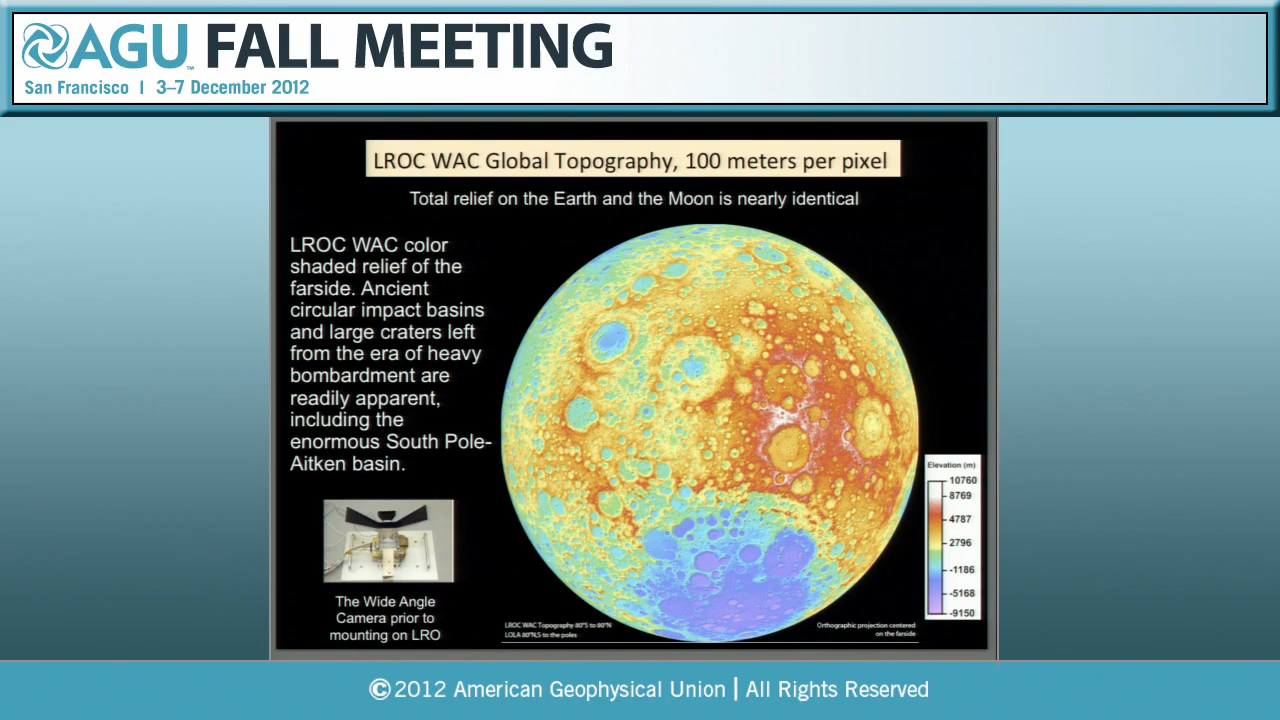 AGU™ FALL MEETING
San Francisco | 3–7 December 2012
LROC WAC Global Topography, 100 meters per pixel
Total relief on the Earth and the Moon is nearly identical
LROC WAC color
shaded relief of the
farside. Ancient
circular impact basins
and large craters left
from the era of heavy
bombardment are
readily apparent,
including the
enormous South Pole-
Aitken basin.
The Wide Angle
Camera prior to
mounting on LRO
LROC WAC Topography 80°S to 80°N
LOLA 80°N,S to the poles
Orthographic projection centered
on the farside
Elevation (m)
10760
8769
4787
2796
-1186
-5168
-9150
©2012 American Geophysical Union | All Rights Reserved